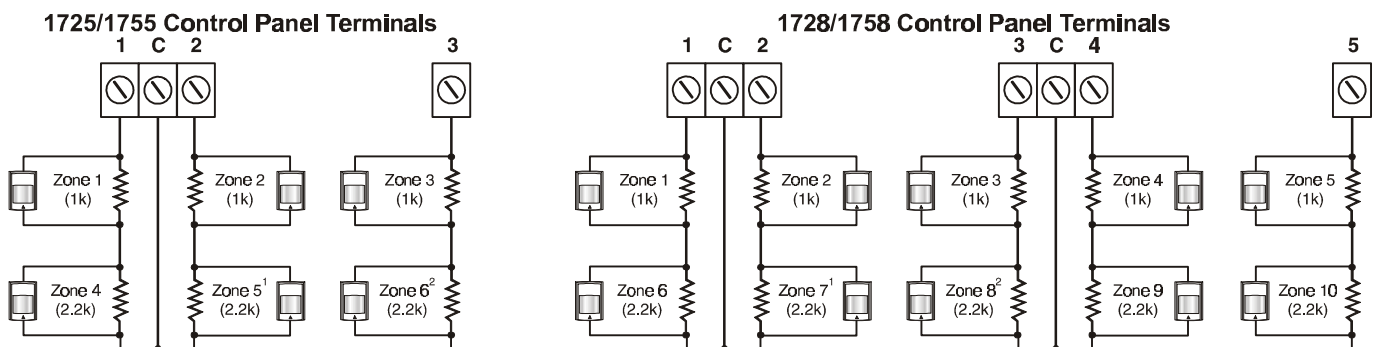 1725/1755 Control Panel Terminals
1 C 2 3
Zone 1
(1k)
Zone 2
(1k)
Zone 3
(1k)
Zone 4
(2.2k)
Zone 5¹
(2.2k)
Zone 6²
(2.2k)
1728/1758 Control Panel Terminals
1 C 2 3 C 4 5
Zone 1
(1k)
Zone 2
(1k)
Zone 3
(1k)
Zone 4
(1k)
Zone 5
(1k)
Zone 6
(2.2k)
Zone 7¹
(2.2k)
Zone 8²
(2.2k)
Zone 9
(2.2k)
Zone 10
(2.2k)